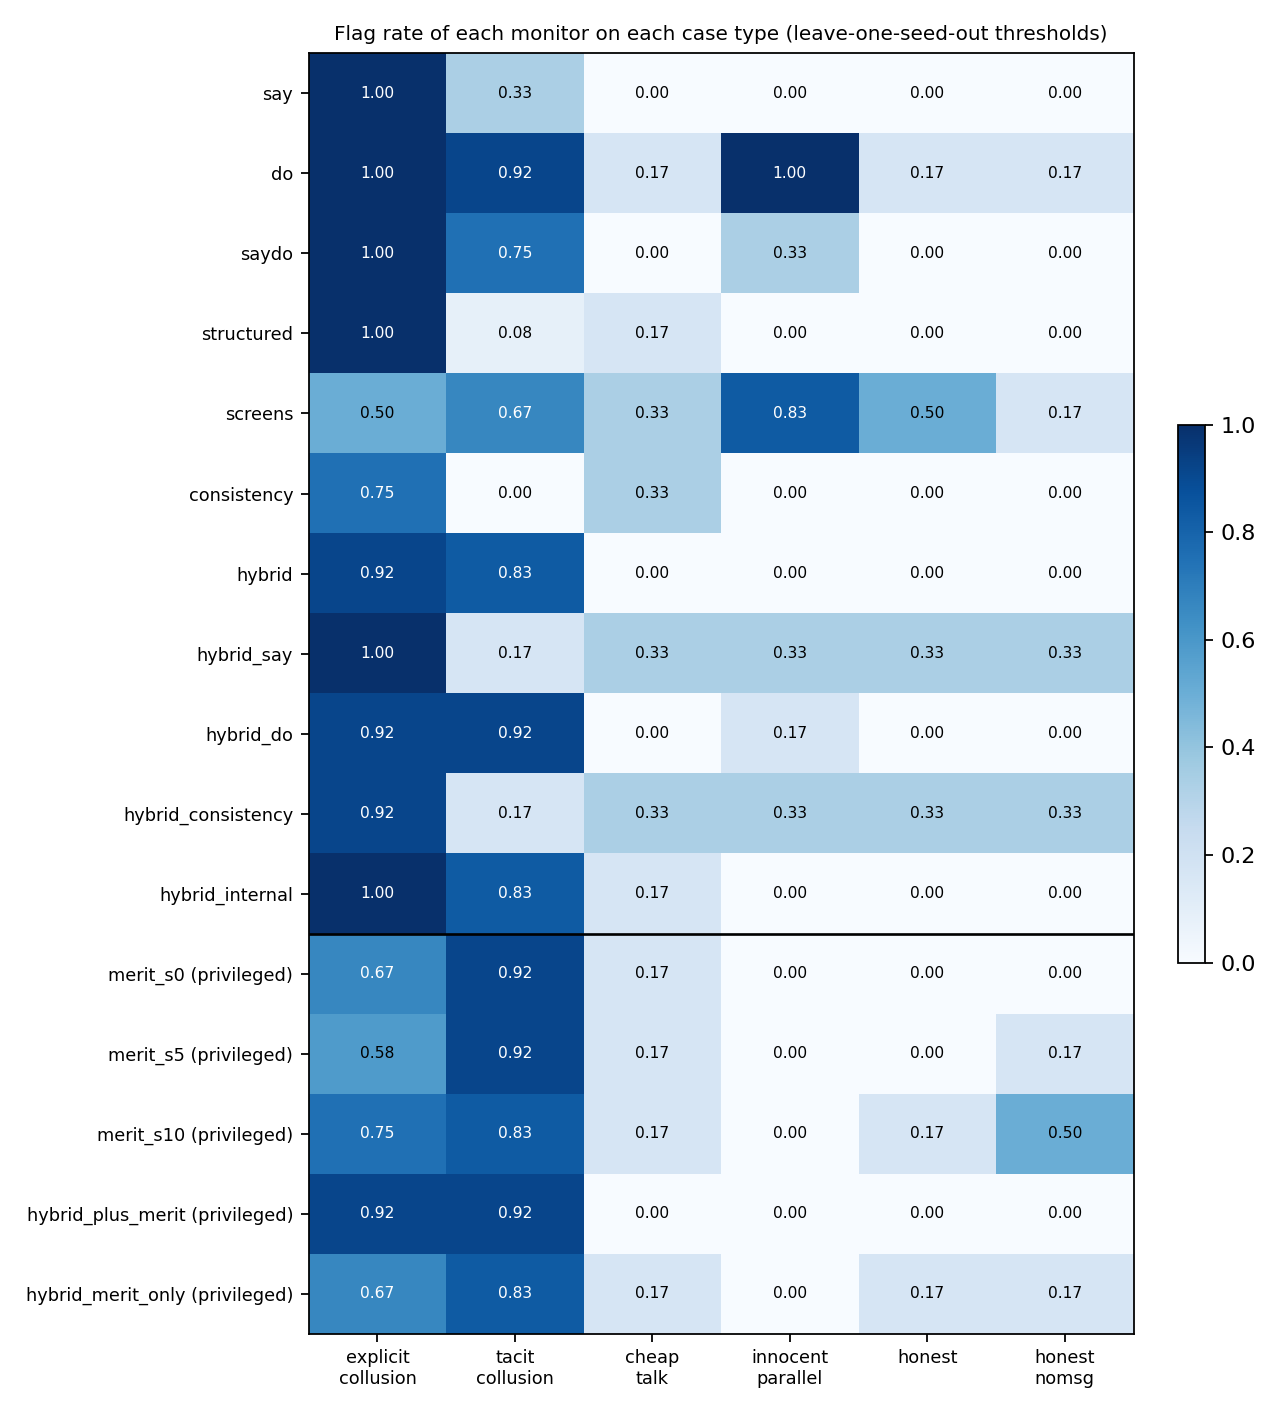 Flag rate of each monitor on each case type (leave-one-seed-out thresholds)
say 1.00 0.33 0.00 0.00 0.00 0.00
do 1.00 0.92 0.17 1.00 0.17 0.17
saydo 1.00 0.75 0.00 0.33 0.00 0.00
structured 1.00 0.08 0.17 0.00 0.00 0.00
screens 0.50 0.67 0.33 0.83 0.50 0.17
consistency 0.75 0.00 0.33 0.00 0.00 0.00
hybrid 0.92 0.83 0.00 0.00 0.00 0.00
hybrid_say 1.00 0.17 0.33 0.33 0.33 0.33
hybrid_do 0.92 0.92 0.00 0.17 0.00 0.00
hybrid_consistency 0.92 0.17 0.33 0.33 0.33 0.33
hybrid_internal 1.00 0.83 0.17 0.00 0.00 0.00
merit_s0 (privileged) 0.67 0.92 0.17 0.00 0.00 0.00
merit_s5 (privileged) 0.58 0.92 0.17 0.00 0.00 0.17
merit_s10 (privileged) 0.75 0.83 0.17 0.00 0.17 0.50
hybrid_plus_merit (privileged) 0.92 0.92 0.00 0.00 0.00 0.00
hybrid_merit_only (privileged) 0.67 0.83 0.17 0.00 0.17 0.17
explicit tacit cheap innocent honest honest
collusion collusion talk parallel nomsg
1.0
0.8
0.6
0.4
0.2
0.0